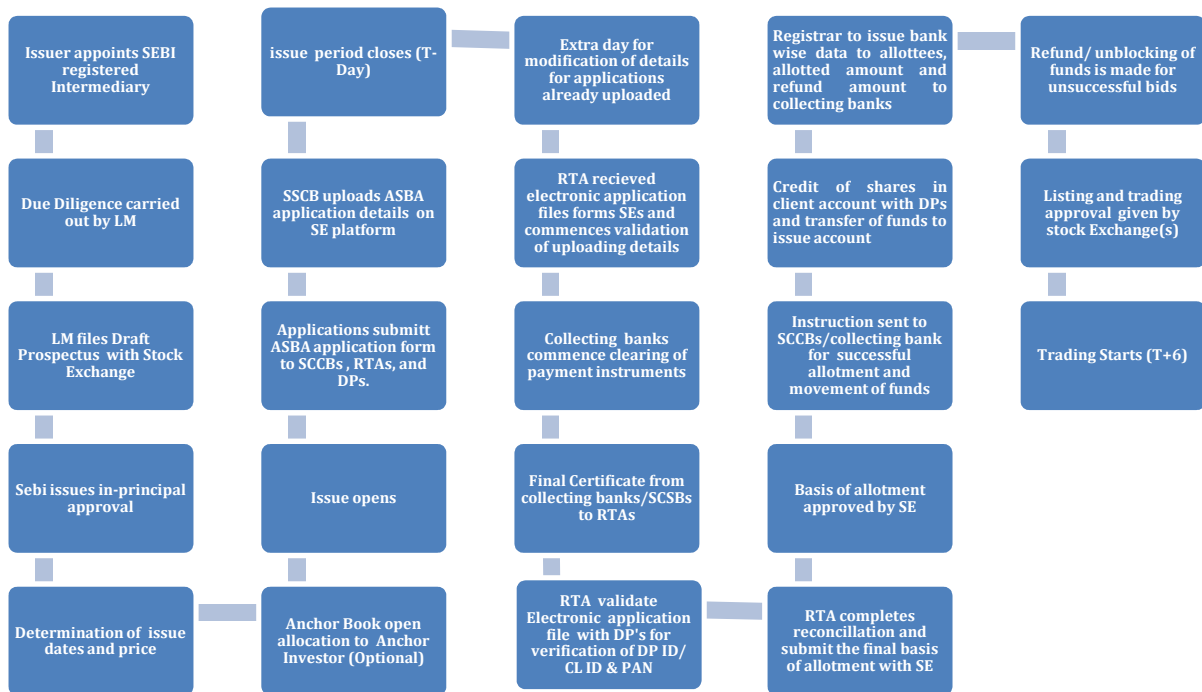 Issuer appoints SEBI
registered
Intermediary
Due Diligence carried
out by LM
LM files Draft
Prospectus with Stock
Exchange
Sebi issues in-principal
approval
Determination of issue
dates and price
Anchor Book open
allocation to Anchor
Investor (Optional)
Issue opens
Applications submitt
ASBA application form
to SCCBs , RTAs, and
DPs.
SSCB uploads ASBA
application details on
SE platform
issue period closes (T-
Day)
Extra day for
modification of details
for applications
already uploaded
RTA recieved
electronic application
files forms SEs and
commences validation
of uploading details
Collecting banks
commence clearing of
payment instruments
Final Certificate from
collecting banks/SCSBs
to RTAs
RTA validate
Electronic application
file with DP's for
verification of DP ID/
CL ID & PAN
RTA completes
reconcillation and
submit the final basis
of allotment with SE
Basis of allotment
approved by SE
Instruction sent to
SCCBs/collecting bank
for successful
allotment and
movement of funds
Credit of shares in
client account with DPs
and transfer of funds to
issue account
Registrar to issue bank
wise data to allottees,
allotted amount and
refund amount to
collecting banks
Refund/ unblocking of
funds is made for
unsuccessful bids
Listing and trading
approval given by
stock Exchange(s)
Trading Starts (T+6)